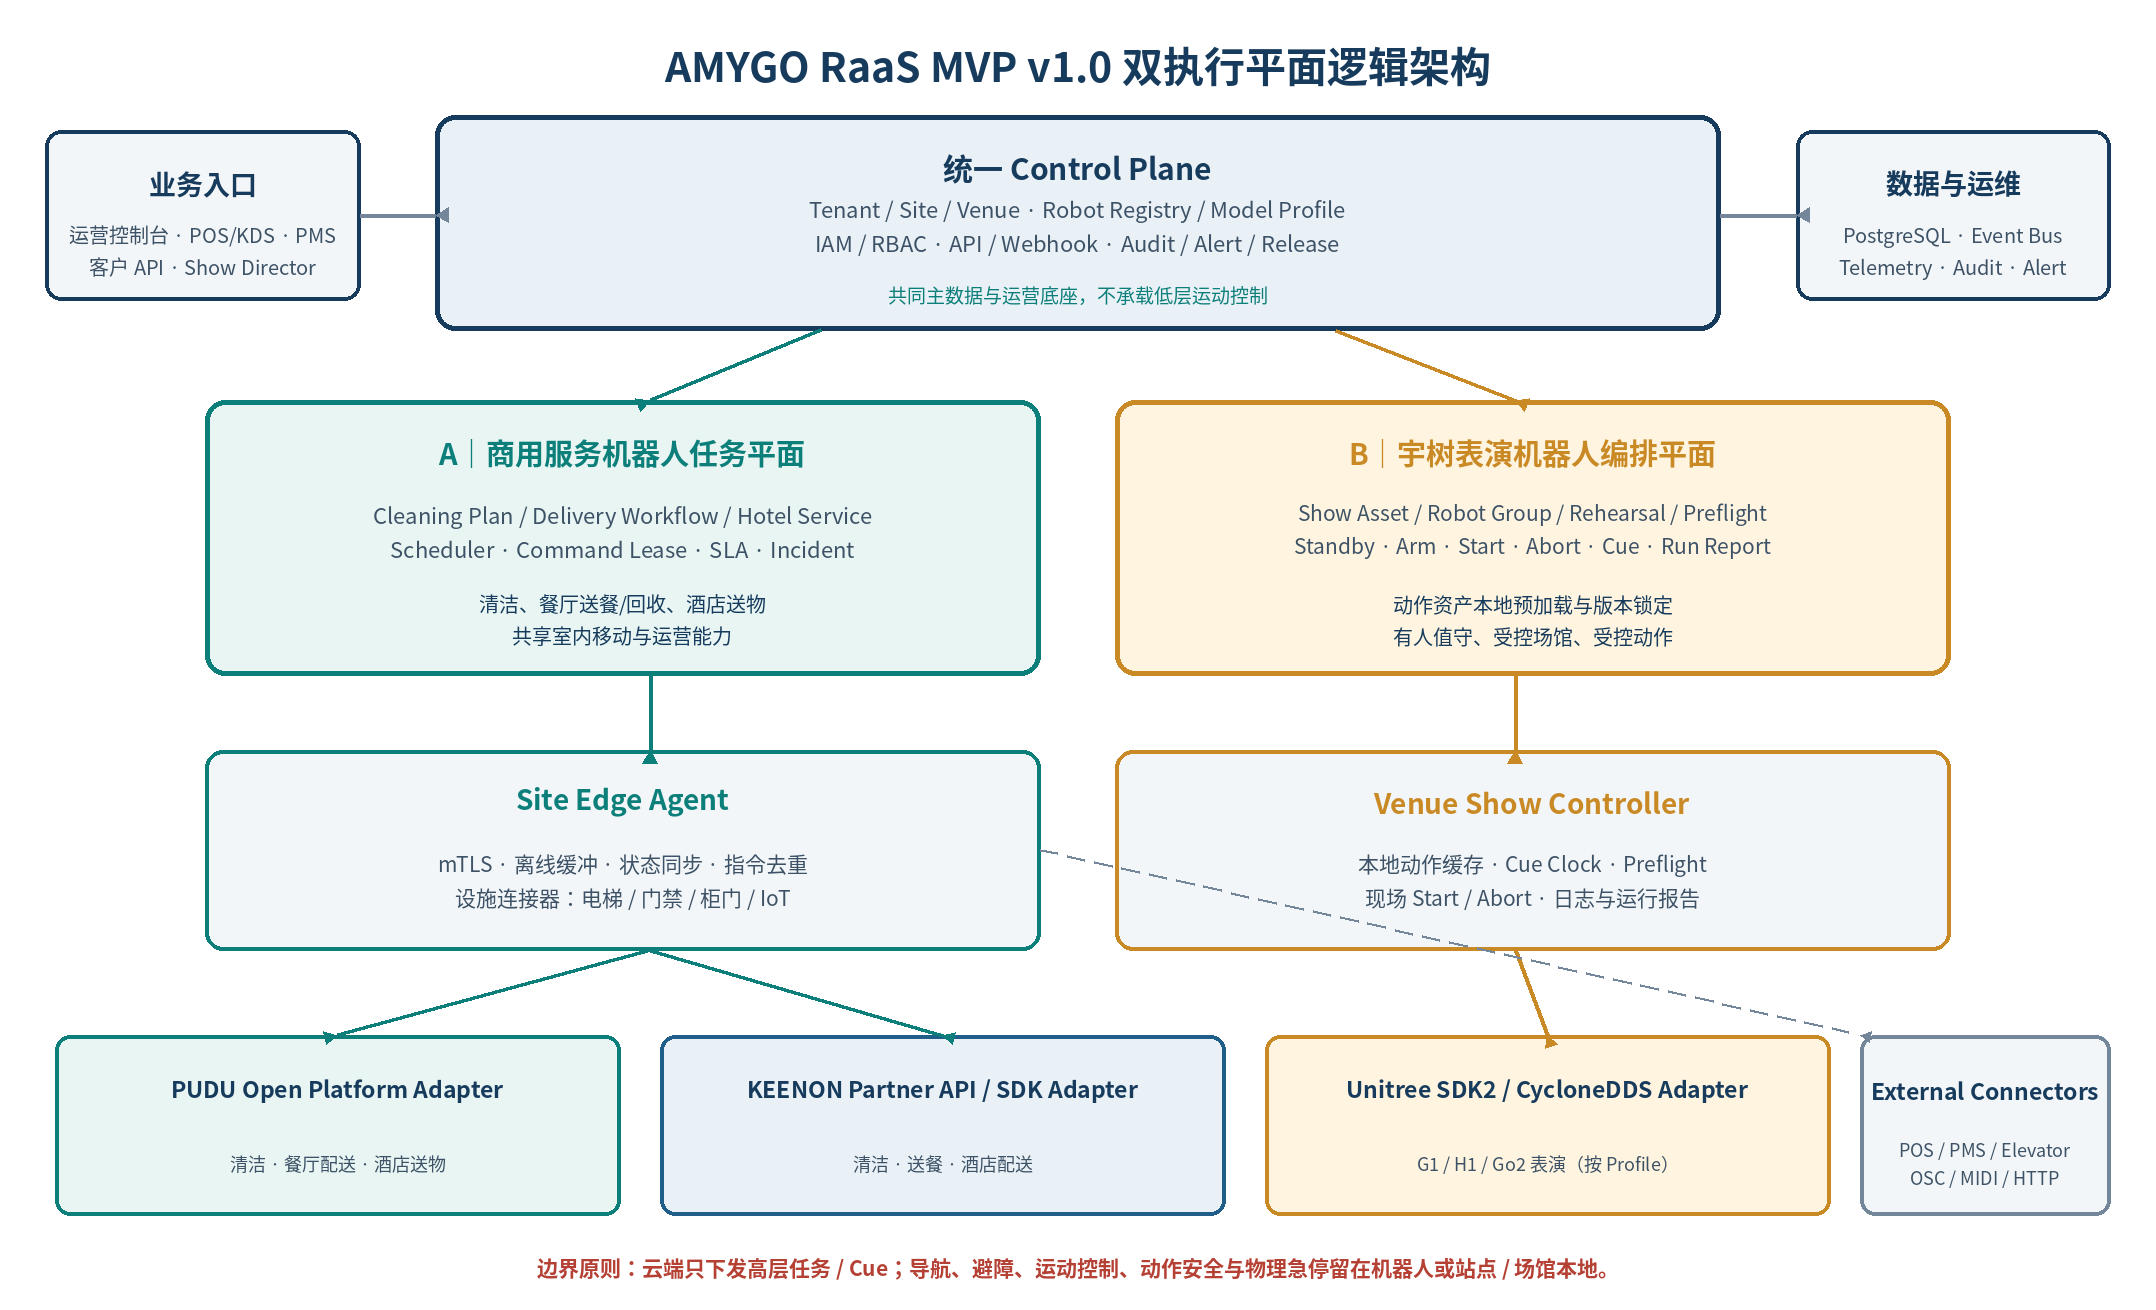 AMYGO RaaS MVP v1.0 双执行平面逻辑架构
业务入口
运营控制台 · POS/KDS · PMS
客户 API · Show Director
统一 Control Plane
Tenant / Site / Venue · Robot Registry / Model Profile
IAM / RBAC · API / Webhook · Audit / Alert / Release
共同主数据与运营底座，不承载低层运动控制
数据与运维
PostgreSQL · Event Bus
Telemetry · Audit · Alert
A｜商用服务机器人任务平面
Cleaning Plan / Delivery Workflow / Hotel Service
Scheduler · Command Lease · SLA · Incident
清洁、餐厅送餐/回收、酒店送物
共享室内移动与运营能力
B｜宇树表演机器人编排平面
Show Asset / Robot Group / Rehearsal / Preflight
Standby · Arm · Start · Abort · Cue · Run Report
动作资产本地预加载与版本锁定
有人值守、受控场馆、受控动作
Site Edge Agent
mTLS · 离线缓冲 · 状态同步 · 指令去重
设施连接器：电梯 / 门禁 / 柜门 / IoT
Venue Show Controller
本地动作缓存 · Cue Clock · Preflight
现场 Start / Abort · 日志与运行报告
PUDU Open Platform Adapter
清洁 · 餐厅配送 · 酒店送物
KEENON Partner API / SDK Adapter
清洁 · 送餐 · 酒店配送
Unitree SDK2 / CycloneDDS Adapter
G1 / H1 / Go2 表演（按 Profile）
External Connectors
POS / PMS / Elevator
OSC / MIDI / HTTP
边界原则：云端只下发高层任务 / Cue；导航、避障、运动控制、动作安全与物理急停留在机器人或站点 / 场馆本地。